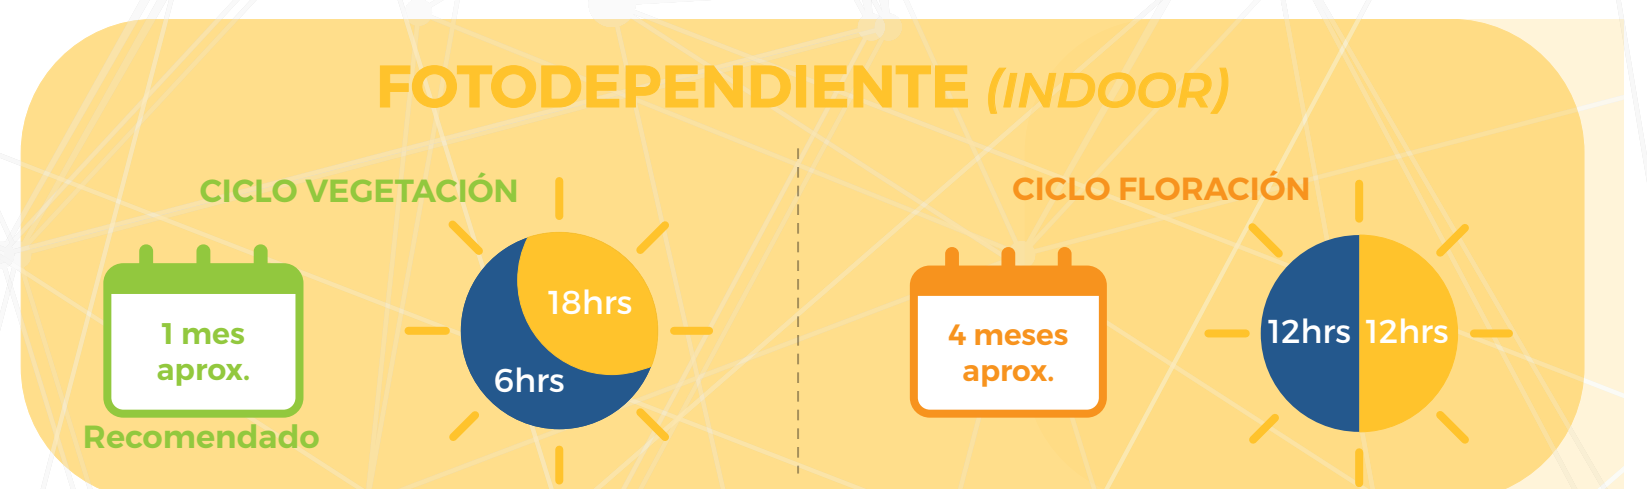 FOTODEPENDIENTE (INDOOR)
CICLO VEGETACIÓN
1 mes
aprox.
Recomendado
18hrs
6hrs
CICLO FLORACIÓN
4 meses
aprox.
12hrs 12hrs